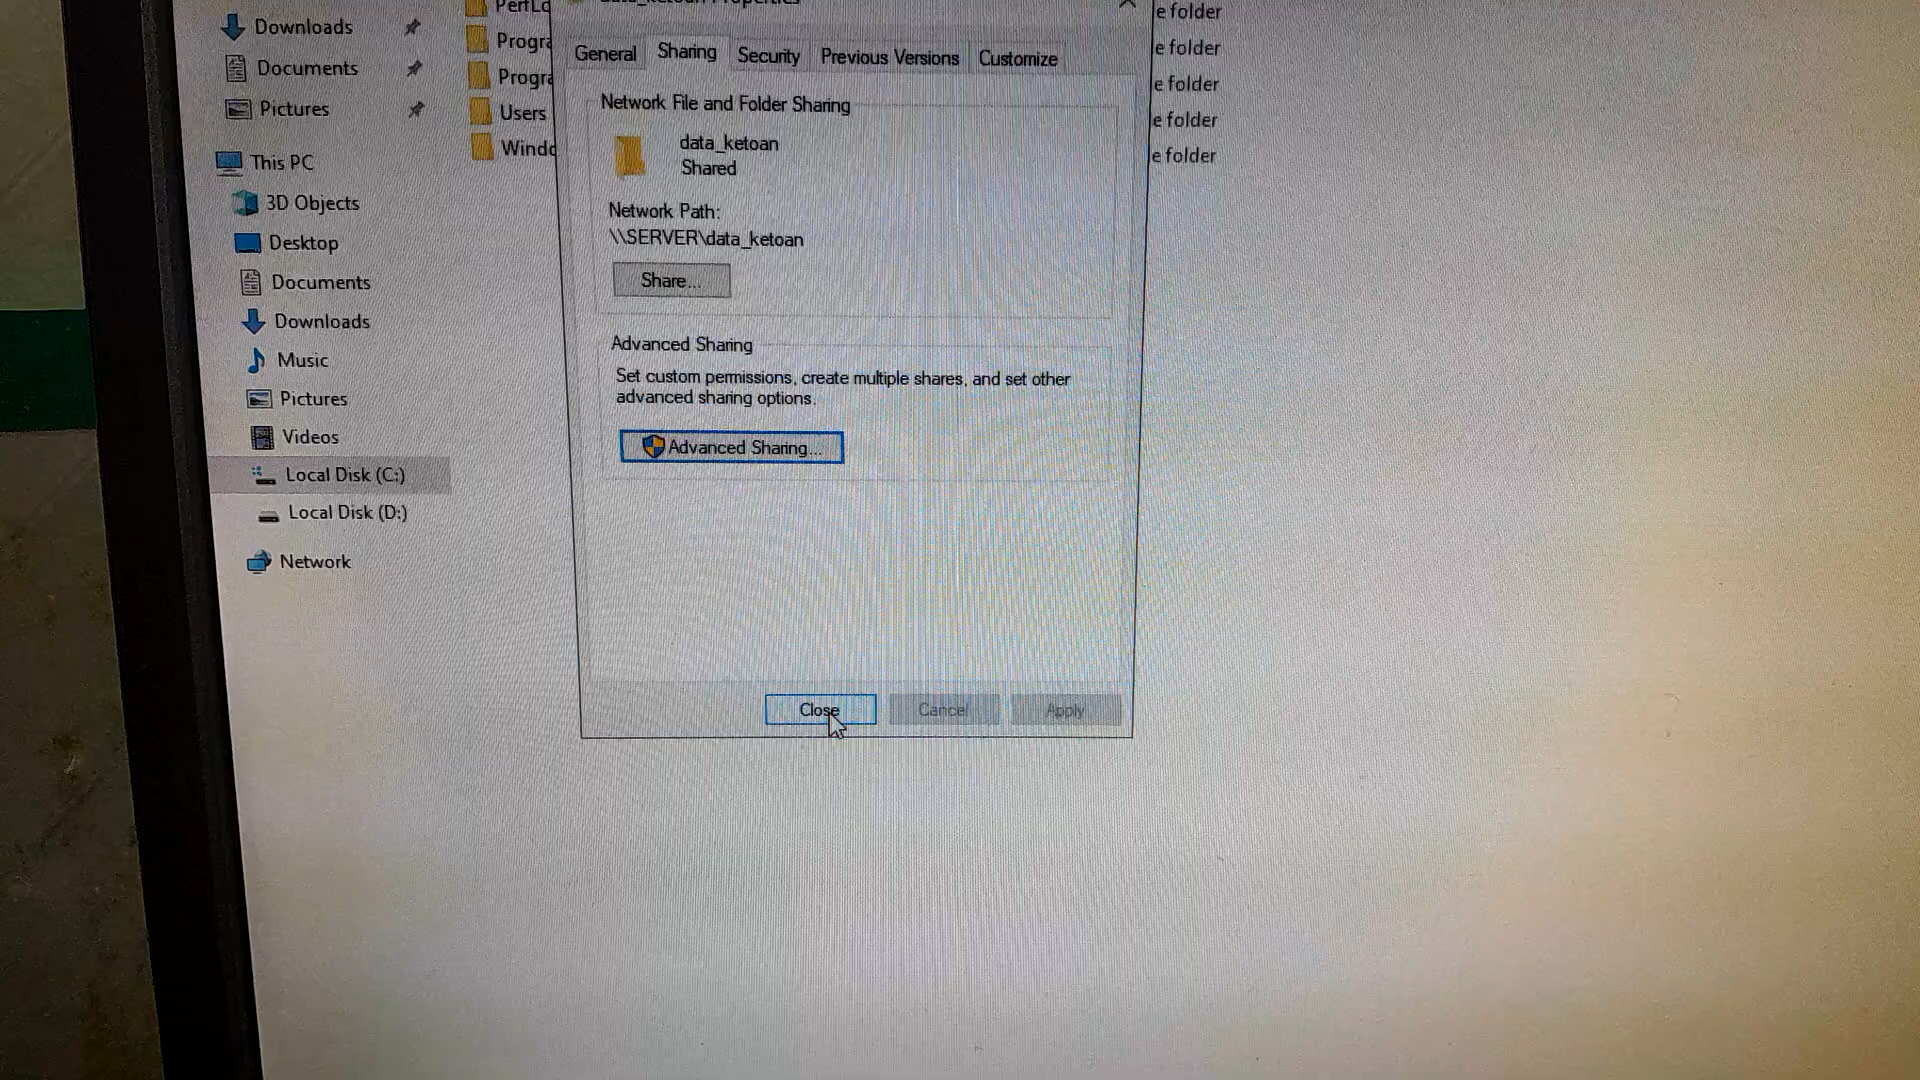 Downloads
Documents
Pictures
This PC
3D Objects
Desktop
Documents
Downloads
Music
Pictures
Videos
Local Disk (C:)
Local Disk (D:)
Network
Progra
Progra
Users
Windo
General
Sharing
Security
Previous Versions
Customize
Network File and Folder Sharing
data_ketoan
Shared
Network Path:
\\SERVER\data_ketoan
Share...
Advanced Sharing
Set custom permissions, create multiple shares, and set other
advanced sharing options.
Advanced Sharing...
Close
Cancel
Apply
e folder
e folder
e folder
e folder
e folder